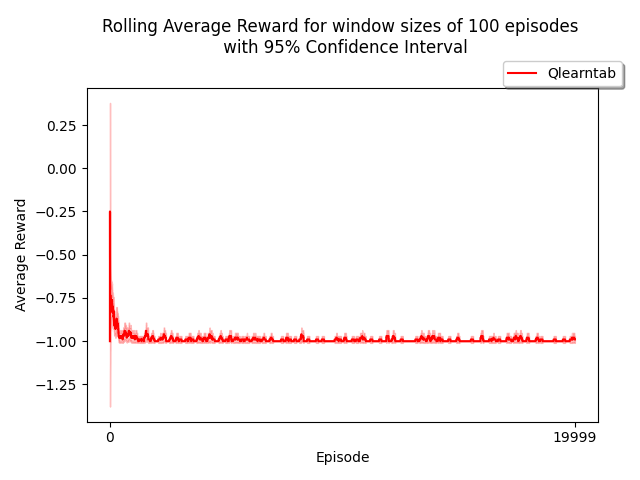 Rolling Average Reward for window sizes of 100 episodes
with 95% Confidence Interval
Qlearntab
0.25
0.00
−0.25
−0.50
−0.75
−1.00
−1.25
Average Reward
0 19999
Episode